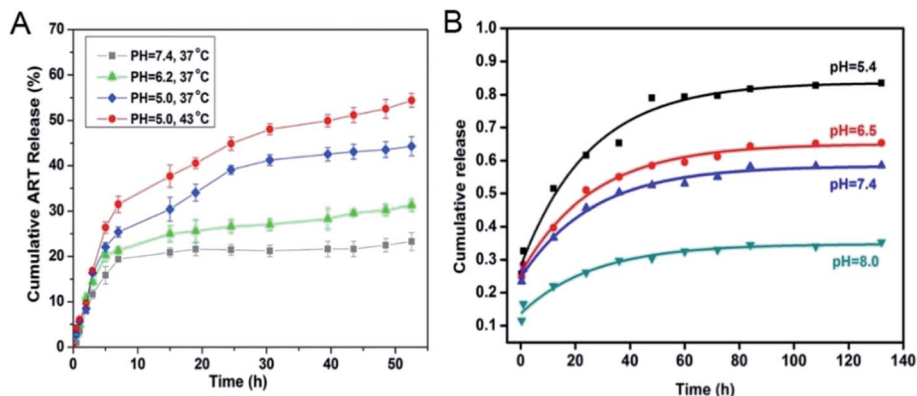 A
Cumulative ART Release (%)
70
60
50
40
30
20
10
0
PH=7.4, 37°C
PH=6.2, 37°C
PH=5.0, 37°C
PH=5.0, 43°C
0 10 20 30 40 50
Time (h)
B
Cumulative release
1.0
0.9
0.8
0.7
0.6
0.5
0.4
0.3
0.2
0.1
pH=5.4
pH=6.5
pH=7.4
pH=8.0
0 20 40 60 80 100 120 140
Time (h)